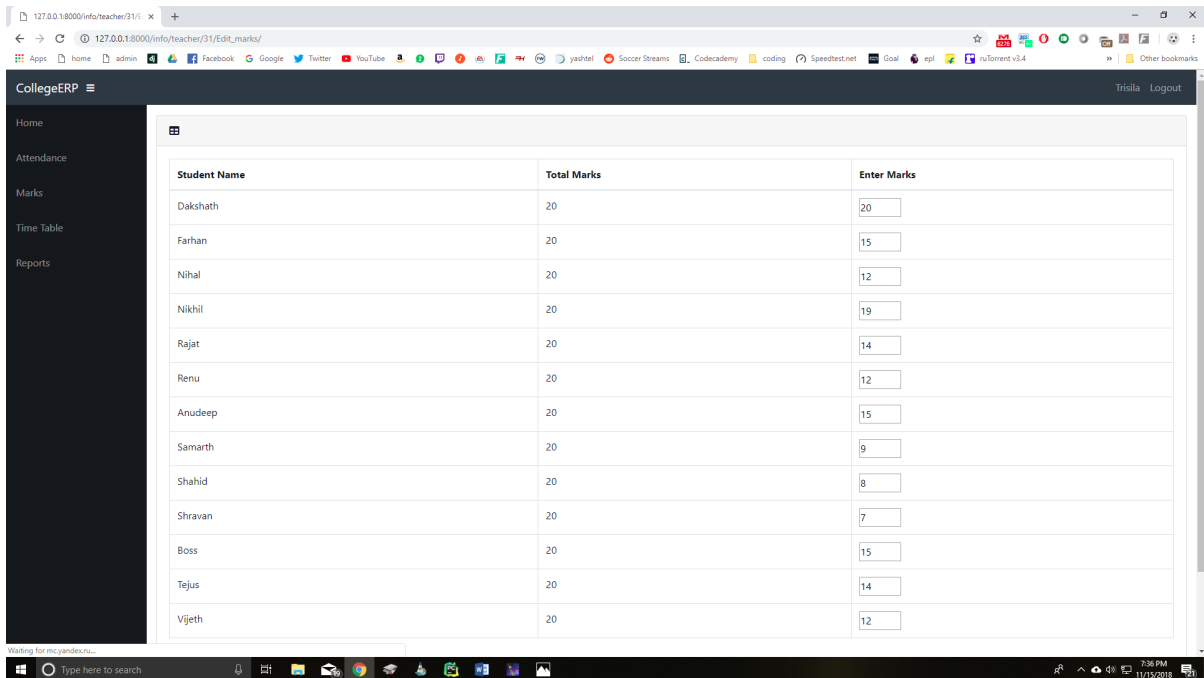 127.0.0.1:8000/info/teacher/31/E
127.0.0.1:8000/info/teacher/31/Edit_marks/
6276
Off
Apps home admin dj Facebook Google Twitter YouTube yashtel Soccer Streams Codecademy coding Speedtest.net Goal epl ruTorrent v3.4 » Other bookmarks
CollegeERP Trisila Logout
Home
Attendance
Marks
Time Table
Reports
Student Name Total Marks Enter Marks
Dakshath 20 20
Farhan 20 15
Nihal 20 12
Nikhil 20 19
Rajat 20 14
Renu 20 12
Anudeep 20 15
Samarth 20 9
Shahid 20 8
Shravan 20 7
Boss 20 15
Tejus 20 14
Vijeth 20 12
Waiting for mc.yandex.ru...
Type here to search 19 7:36 PM
11/15/2018 21